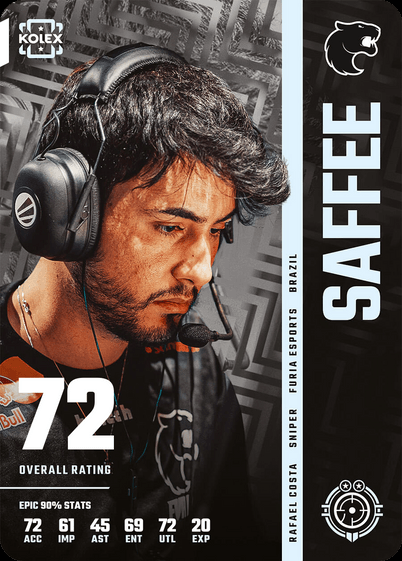 KOLEX
SAFFEE
RAFAEL COSTA SNIPER FURIA ESPORTS BRAZIL
72
OVERALL RATING
EPIC 90% STATS
72 61 45 69 72 20
ACC IMP AST ENT UTL EXP
Bull